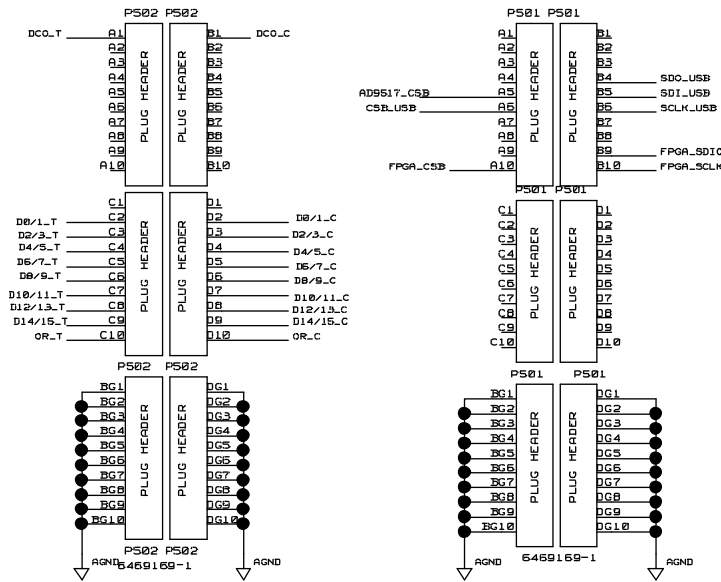 P502 P502
DCO_T A1 B1 DCO_C
A2 B2
A3 B3
A4 B4
A5 B5
A6 B6
A7 B7
A8 B8
A9 B9
A10 B10
PLUG HEADER PLUG HEADER
C1 D1
D0/1_T C2 D2 D0/1_C
D2/3_T C3 D3 D2/3_C
D4/5_T C4 D4 D4/5_C
D6/7_T C5 D5 D6/7_C
D8/9_T C6 D6 D8/9_C
D10/11_T C7 D7 D10/11_C
D12/13_T C8 D8 D12/13_C
D14/15_T C9 D9 D14/15_C
OR_T C10 D10 OR_C
PLUG HEADER PLUG HEADER
P502 P502
BG1 DG1
BG2 DG2
BG3 DG3
BG4 DG4
BG5 DG5
BG6 DG6
BG7 DG7
BG8 DG8
BG9 DG9
BG10 DG10
PLUG HEADER PLUG HEADER
P502 P502
AGND 6469169-1 AGND
P501 P501
A1 B1
A2 B2
A3 B3
A4 B4 SDO_USB
AD9517_CSB A5 B5 SDI_USB
CSB_USB A6 B6 SCLK_USB
A7 B7
A8 B8
A9 B9 FPGA_SDIO
FPGA_CSB A10 B10 FPGA_SCLK
PLUG HEADER PLUG HEADER
P501 P501
C1 D1
C2 D2
C3 D3
C4 D4
C5 D5
C6 D6
C7 D7
C8 D8
C9 D9
C10 D10
PLUG HEADER PLUG HEADER
P501 P501
BG1 DG1
BG2 DG2
BG3 DG3
BG4 DG4
BG5 DG5
BG6 DG6
BG7 DG7
BG8 DG8
BG9 DG9
BG10 DG10
PLUG HEADER PLUG HEADER
6469169-1
AGND AGND